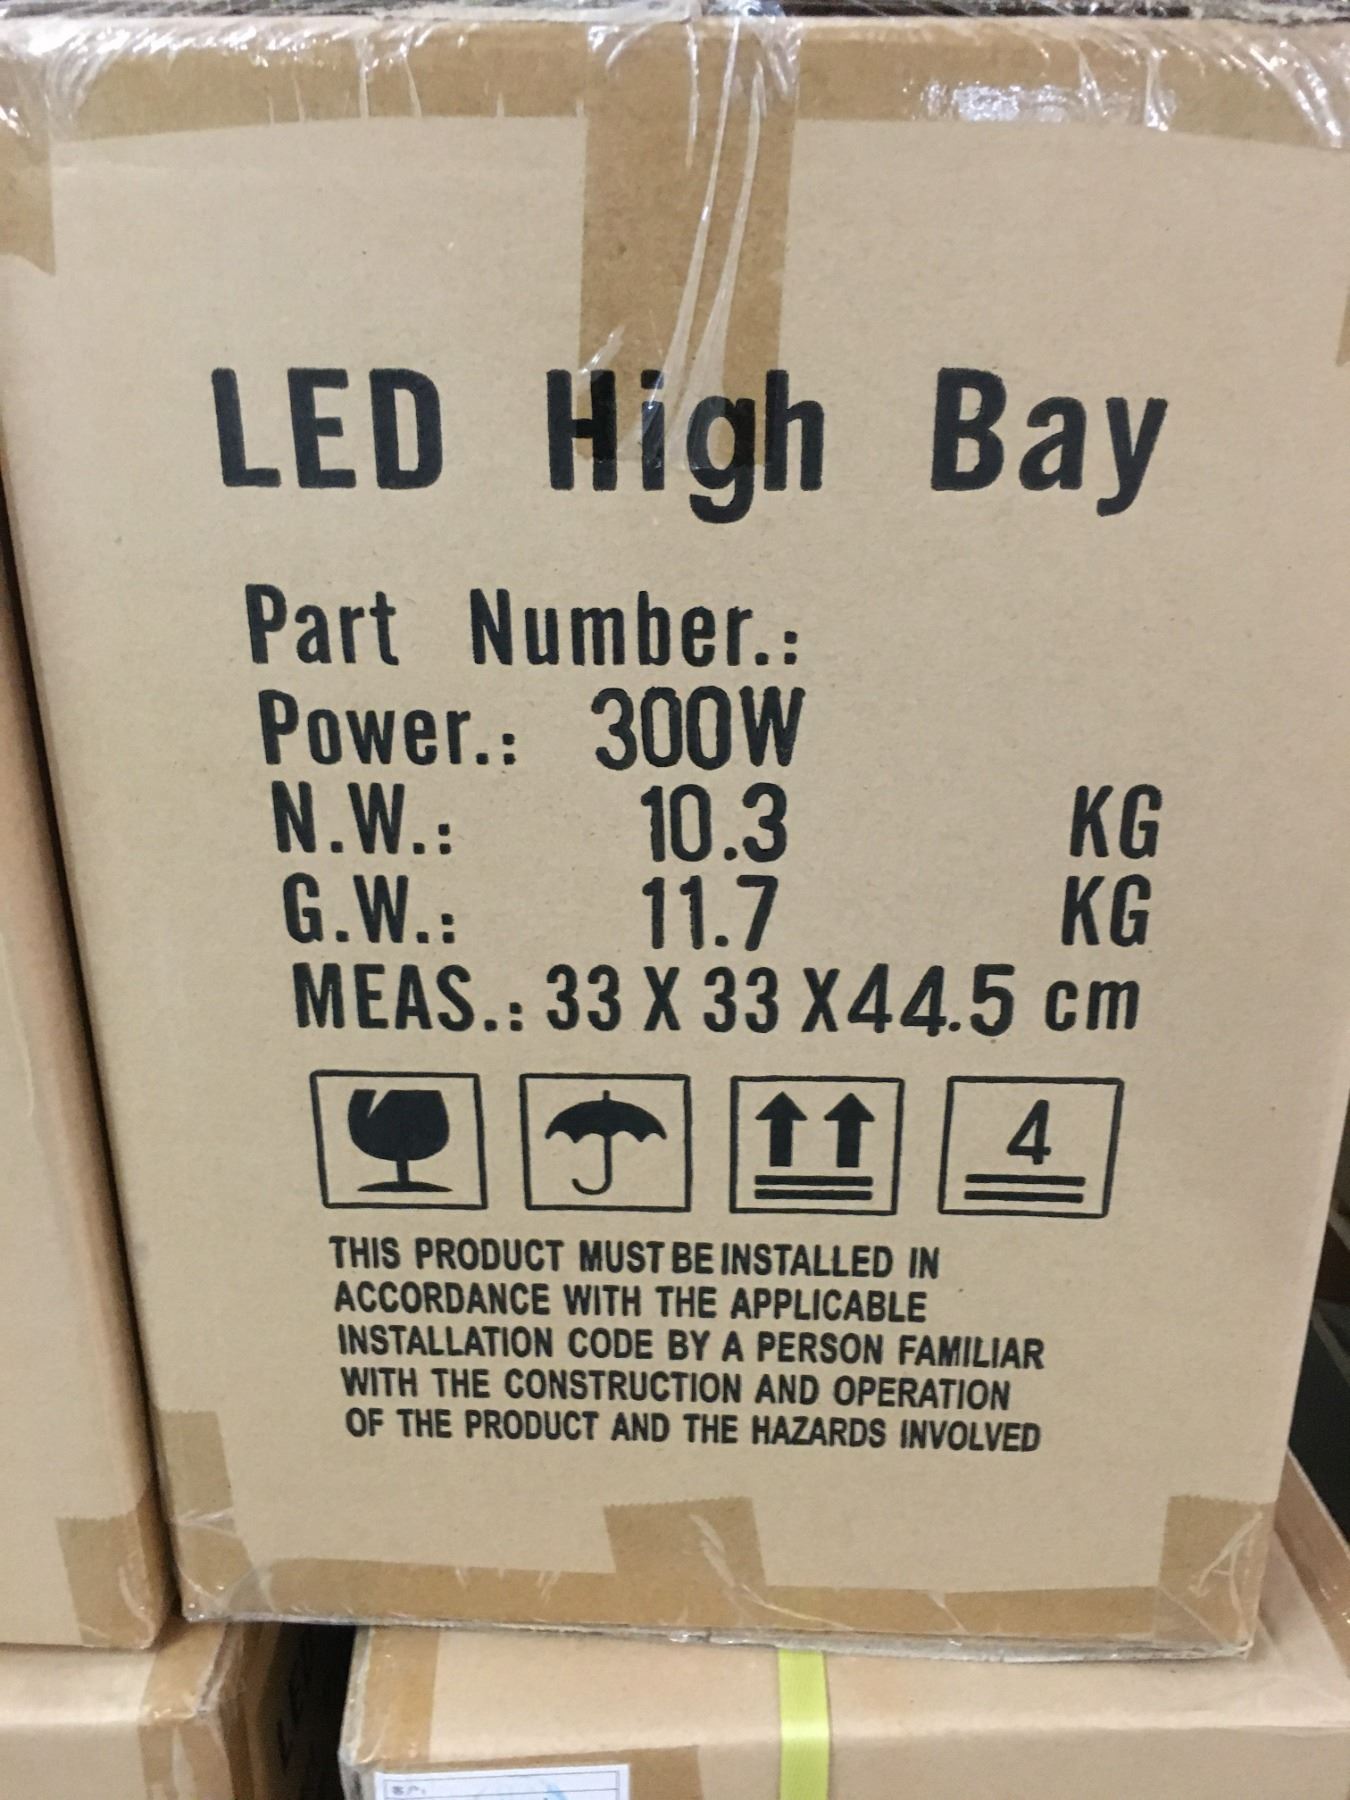 LED High Bay
Part Number.:
Power.: 300W
N.W.: 10.3 KG
G.W.: 11.7 KG
MEAS.: 33 X 33 X44.5 cm
4
THIS PRODUCT MUST BE INSTALLED IN
ACCORDANCE WITH THE APPLICABLE
INSTALLATION CODE BY A PERSON FAMILIAR
WITH THE CONSTRUCTION AND OPERATION
OF THE PRODUCT AND THE HAZARDS INVOLVED